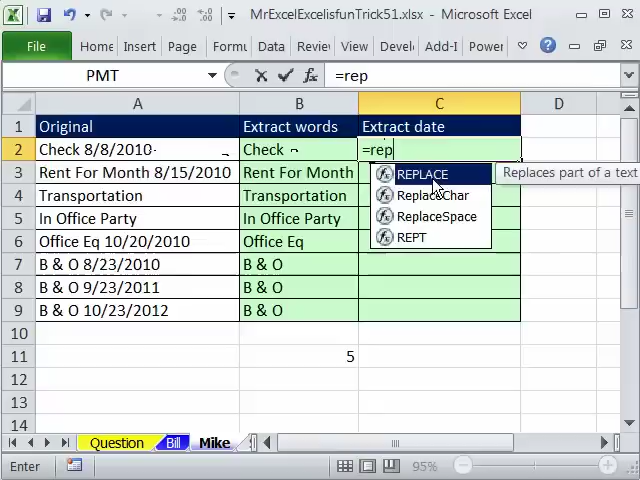 MrExcelExcelisfunTrick51.xlsx - Microsoft Excel
File Home Insert Page Form Data Revie View Devel Add-I Power
PMT =rep
A B C D
1 Original Extract words Extract date
2 Check 8/8/2010 Check =rep
3 Rent For Month 8/15/2010 Rent For Month REPLACE Replaces part of a text
4 Transportation Transportation ReplaceChar
5 In Office Party In Office Party ReplaceSpace
6 Office Eq 10/20/2010 Office Eq REPT
7 B & O 8/23/2010 B & O
8 B & O 9/23/2011 B & O
9 B & O 10/23/2012 B & O
10
11 5
12
13
14
Question Bill Mike
Enter 95%